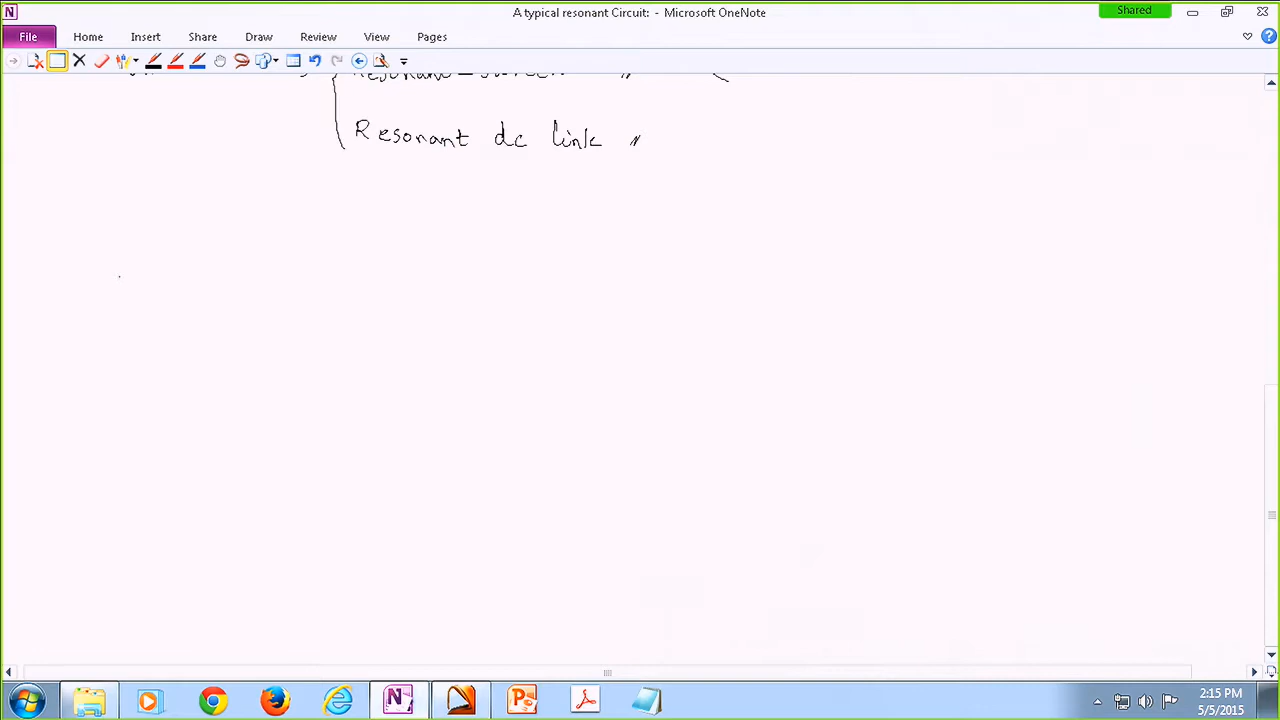 A typical resonant Circuit: - Microsoft OneNote
Shared
File Home Insert Share Draw Review View Pages
Resonant dc link "
2:15 PM
5/5/2015